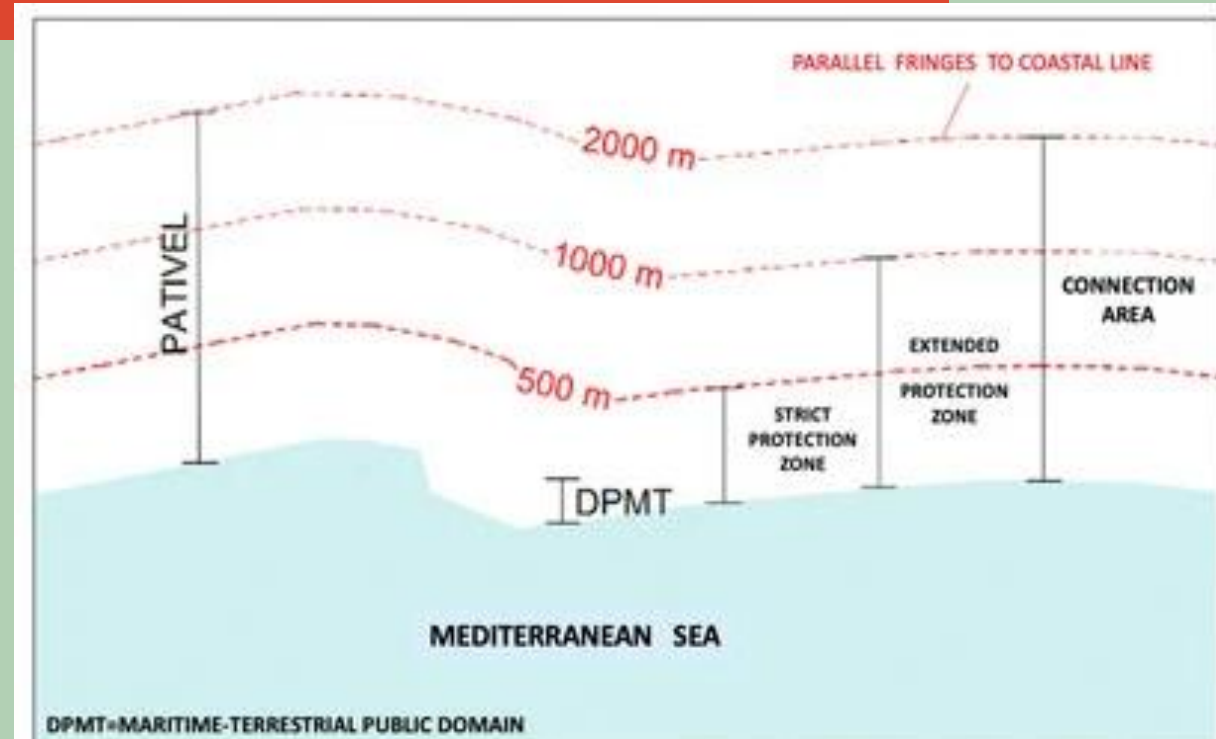 PARALLEL FRINGES TO COASTAL LINE
2000 m
PATIVEL
1000 m
CONNECTION
AREA
500 m
EXTENDED
PROTECTION
ZONE
STRICT
PROTECTION
ZONE
DPMT
MEDITERRANEAN SEA
DPMT=MARITIME-TERRESTRIAL PUBLIC DOMAIN